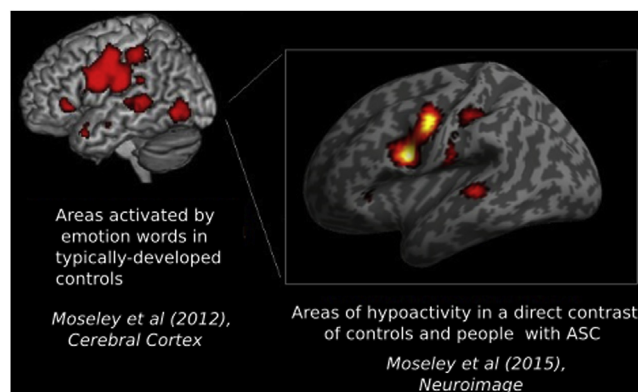 Areas activated by
emotion words in
typically-developed
controls
Moseley et al (2012),
Cerebral Cortex
Areas of hypoactivity in a direct contrast
of controls and people with ASC
Moseley et al (2015),
Neuroimage